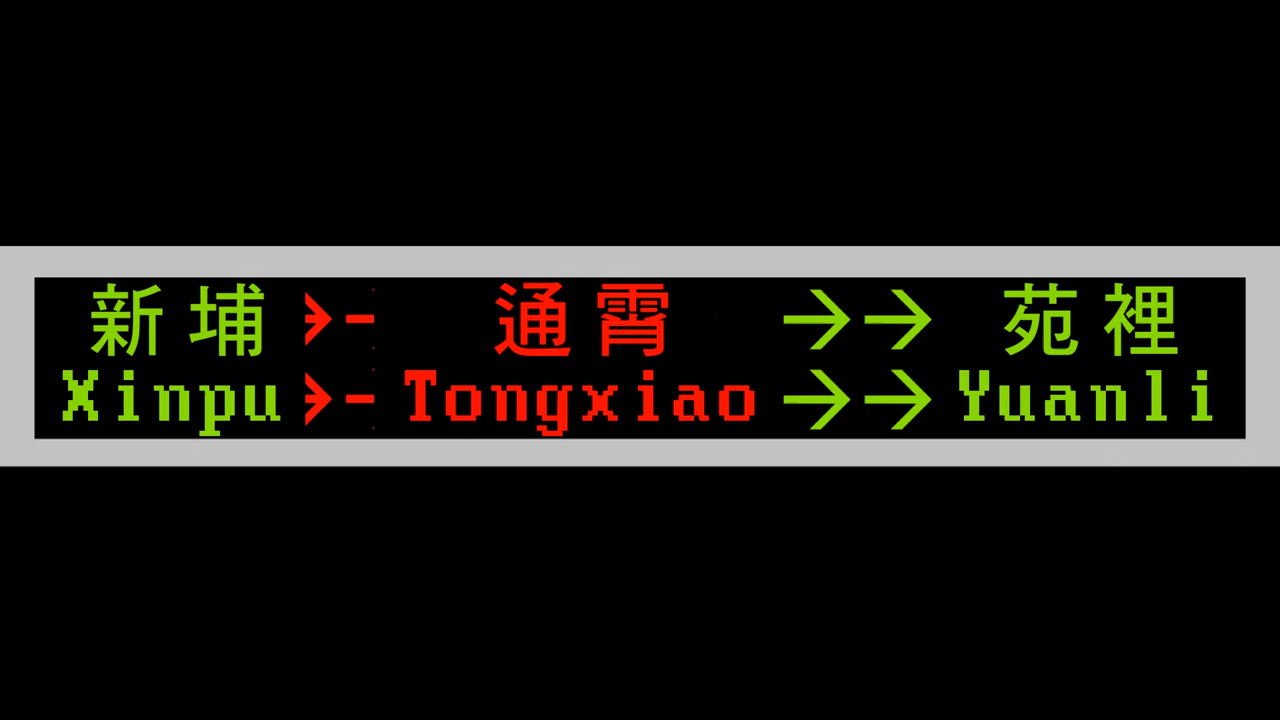 新埔 → 通霄 →→ 苑裡
Xinpu → Tongxiao →→ Yuanli